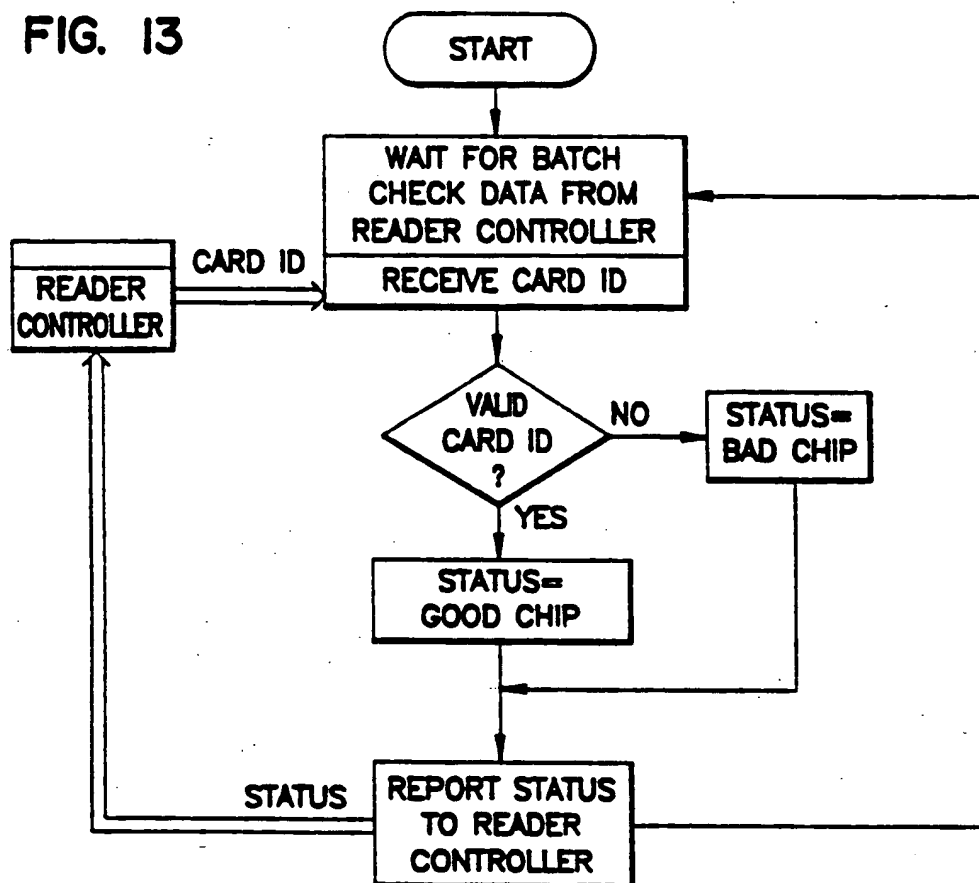 FIG. 13
START
WAIT FOR BATCH
CHECK DATA FROM
READER CONTROLLER
RECEIVE CARD ID
CARD ID
READER
CONTROLLER
VALID
CARD ID
?
NO
STATUS=
BAD CHIP
YES
STATUS=
GOOD CHIP
STATUS
REPORT STATUS
TO READER
CONTROLLER